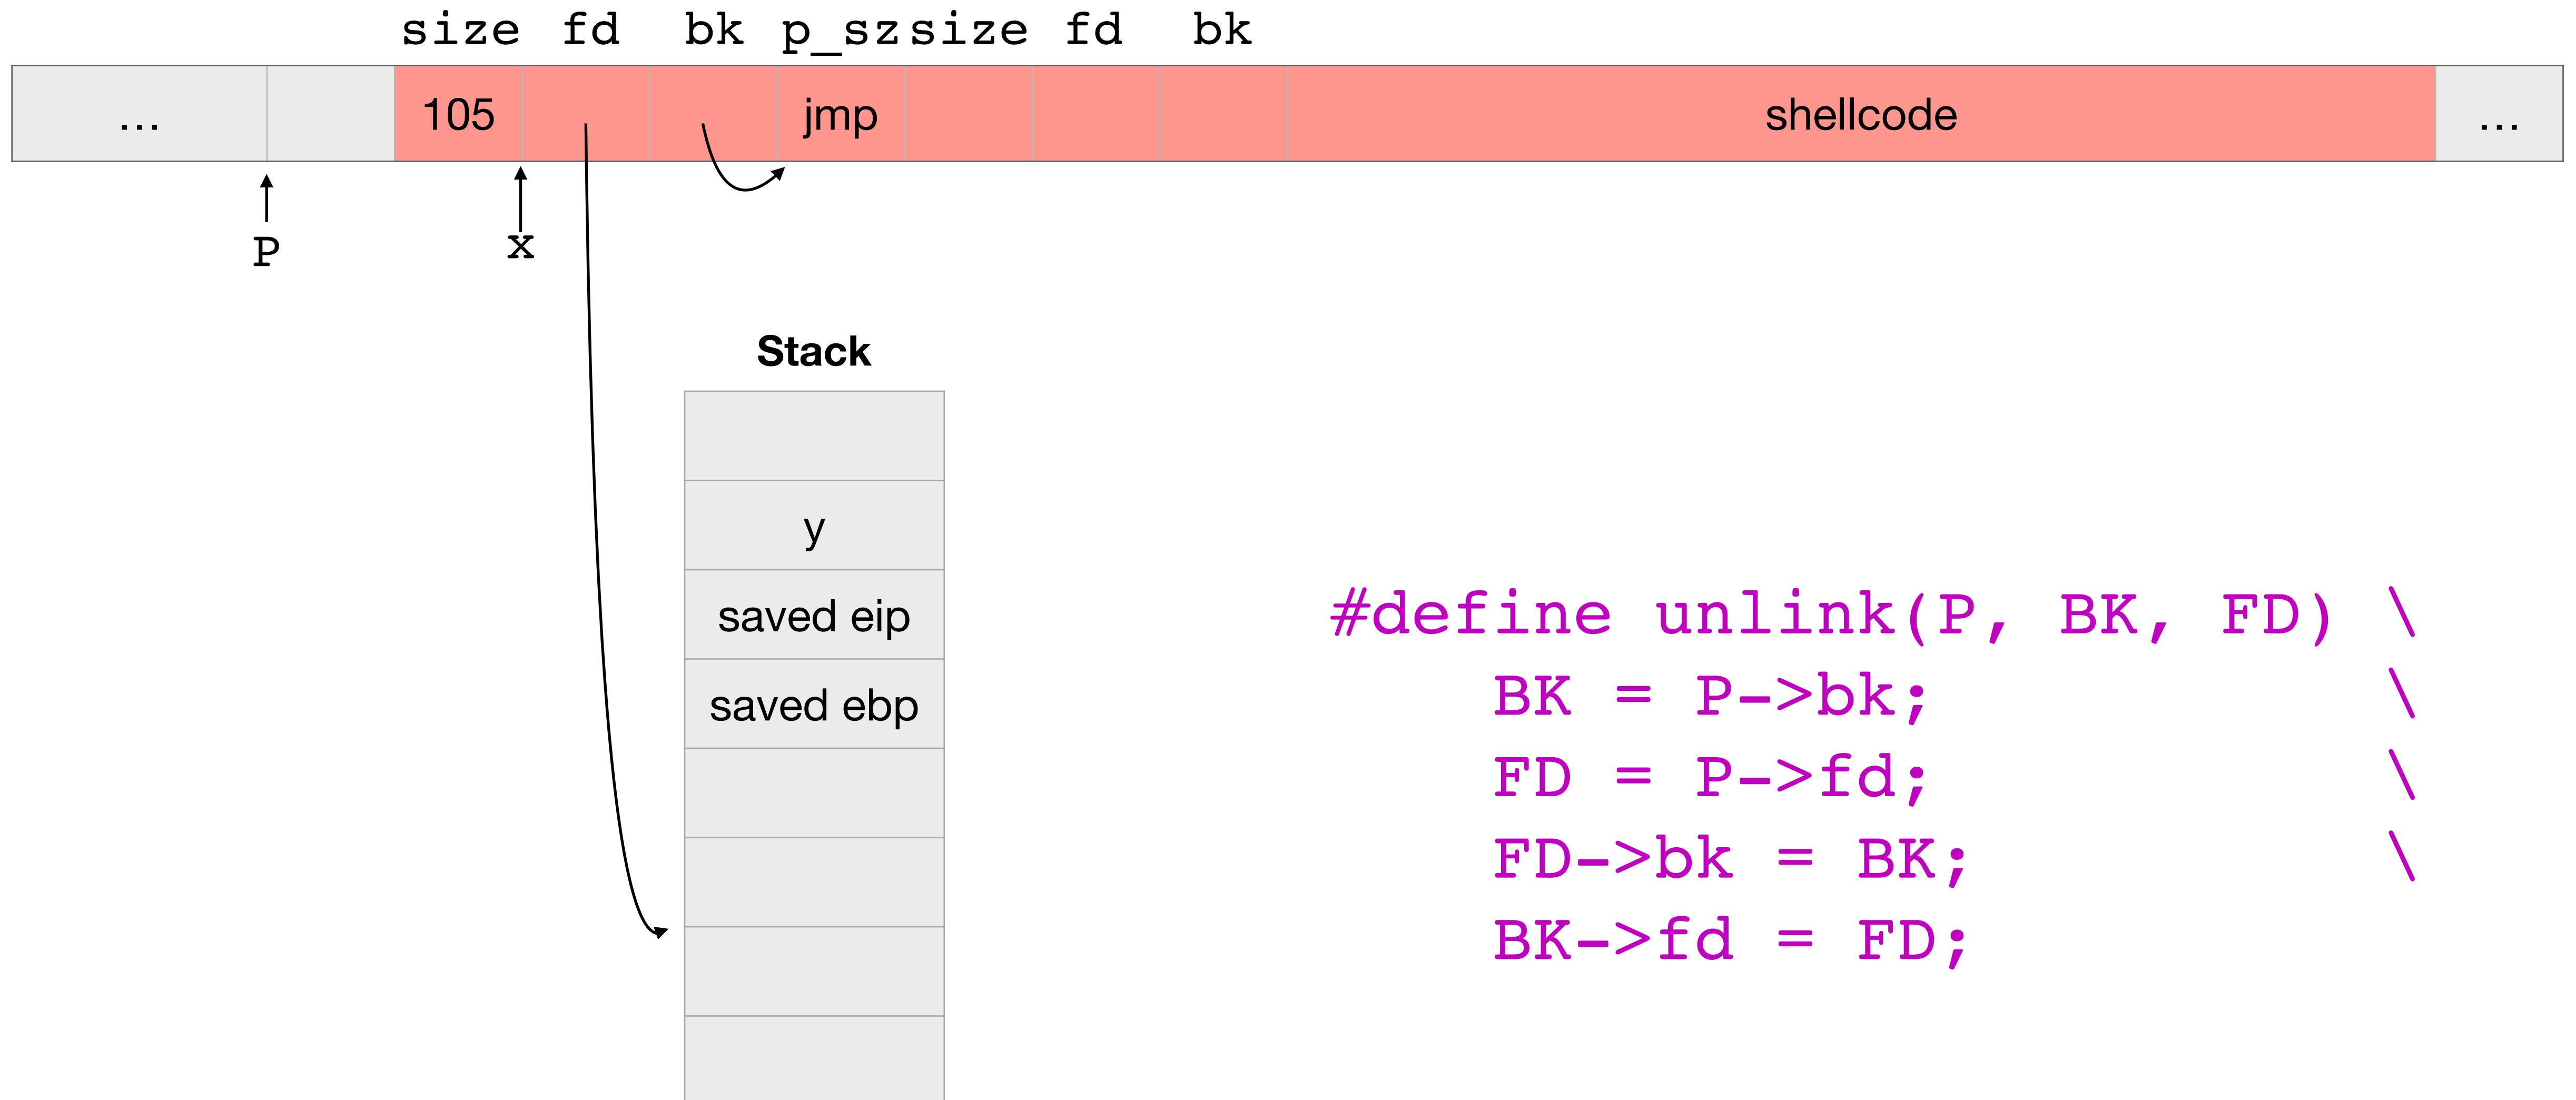 size fd bk p_sz size fd bk
... 105 jmp shellcode ...
P x
Stack
y
saved eip
saved ebp
#define unlink(P, BK, FD) \
BK = P->bk; \
FD = P->fd; \
FD->bk = BK; \
BK->fd = FD;